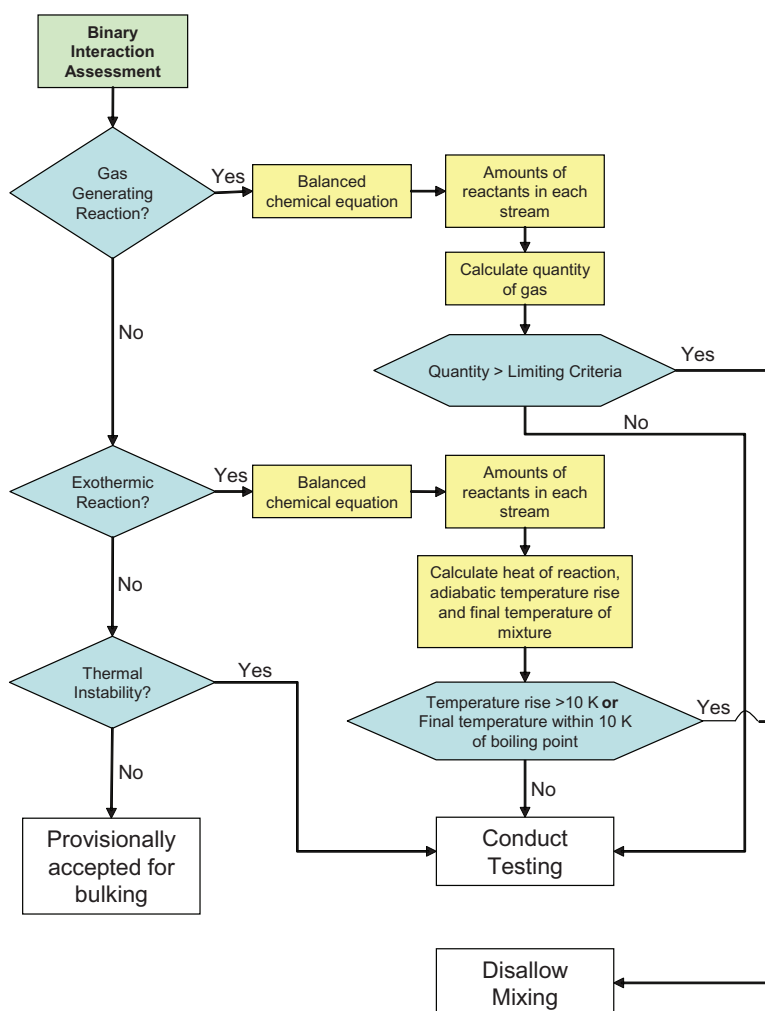 Binary
Interaction
Assessment
Gas
Generating
Reaction?
Yes
Balanced
chemical equation
Amounts of
reactants in each
stream
Calculate quantity
of gas
No
Quantity > Limiting Criteria
Yes
No
Exothermic
Reaction?
Yes
Balanced
chemical equation
Amounts of
reactants in each
stream
No
Calculate heat of reaction,
adiabatic temperature rise
and final temperature of
mixture
Thermal
Instability?
Yes
Temperature rise >10 K or
Final temperature within 10 K
of boiling point
Yes
No
No
Provisionally
accepted for
bulking
Conduct
Testing
Disallow
Mixing